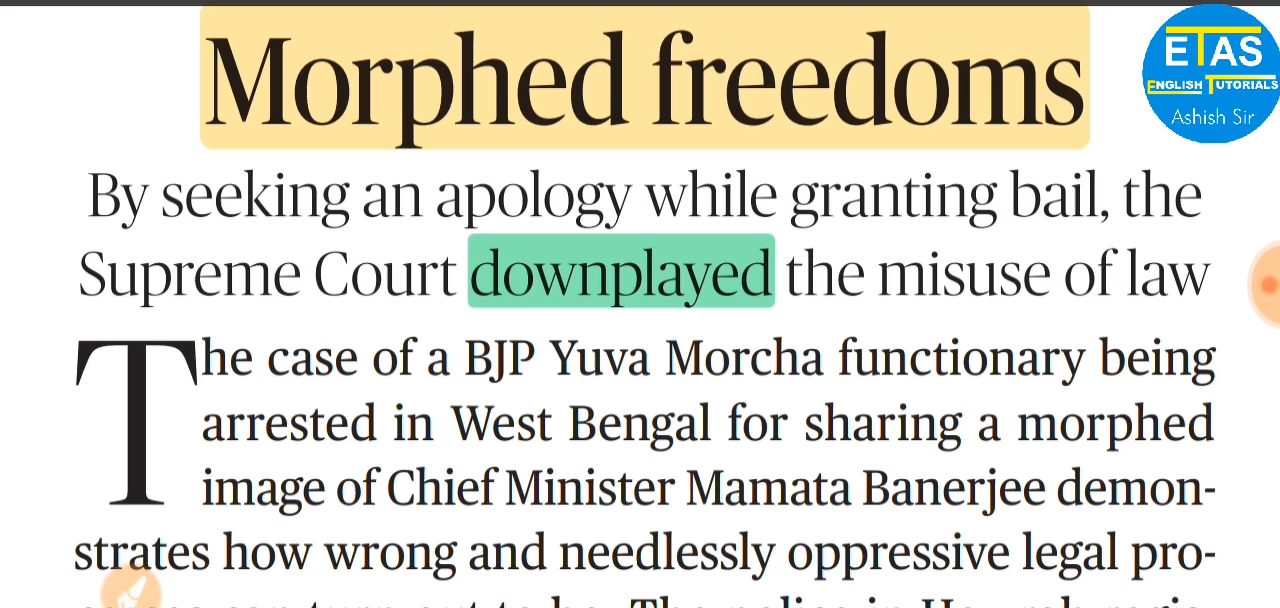 Morphed freedoms
ETAS
ENGLISH TUTORIALS
Ashish Sir
By seeking an apology while granting bail, the
Supreme Court downplayed the misuse of law
The case of a BJP Yuva Morcha functionary being
arrested in West Bengal for sharing a morphed
image of Chief Minister Mamata Banerjee demon-
strates how wrong and needlessly oppressive legal pro-